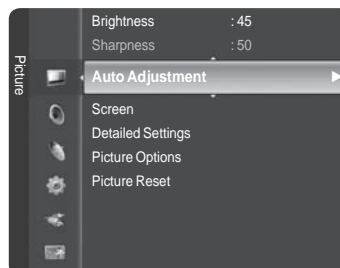 Picture
Brightness : 45
Sharpness : 50
Auto Adjustment
Screen
Detailed Settings
Picture Options
Picture Reset